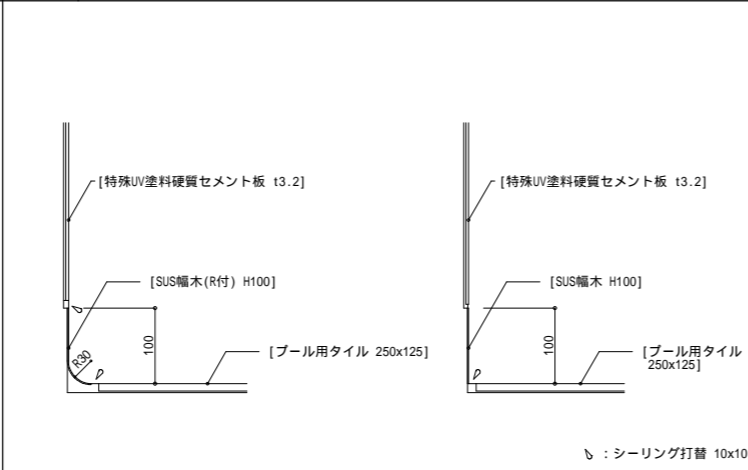 [特殊UV塗料硬質セメント板 t3.2]
[SUS幅木(R付) H100]
100
R30
[プール用タイル 250x125]
[特殊UV塗料硬質セメント板 t3.2]
[SUS幅木 H100]
100
[プール用タイル
250x125]
：シーリング打替 10x10